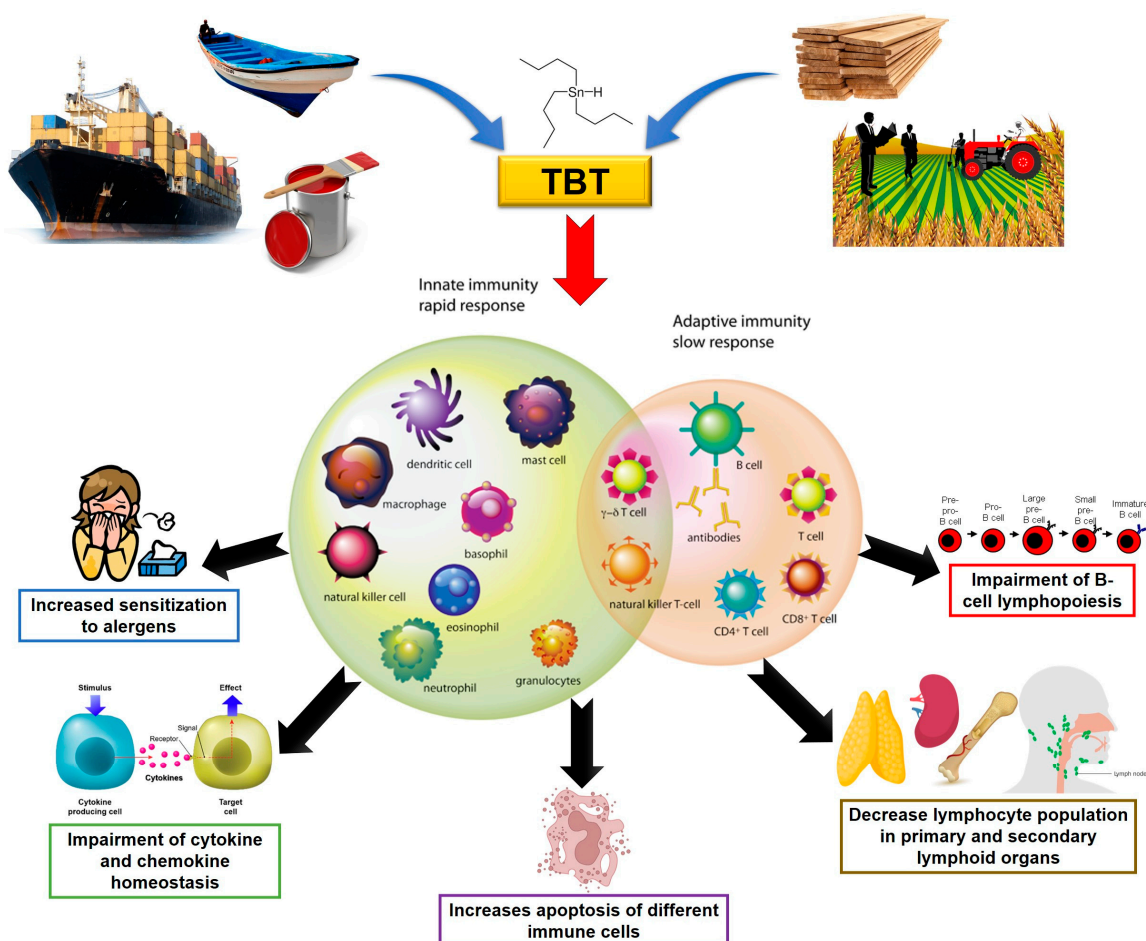 Sn
H
TBT
Innate immunity
rapid response
Adaptive immunity
slow response
dendritic cell
mast cell
macrophage
basophil
natural killer cell
eosinophil
neutrophil
granulocytes
γ–δ T cell
natural killer T-cell
B cell
antibodies
T cell
CD4+ T cell
CD8+ T cell
Increased sensitization
to alergens
Pre-
pro-
B cell
Pro-
B cell
Large
pre-
B cell
Small
pre-
B cell
Immature
B cell
Impairment of B-
cell lymphopoiesis
Stimulus
Effect
Signal
Receptor
Cytokines
Cytokine
producing cell
Target
cell
Impairment of cytokine
and chemokine
homeostasis
Increases apoptosis of different
immune cells
Lymph node
Decrease lymphocyte population
in primary and secondary
lymphoid organs